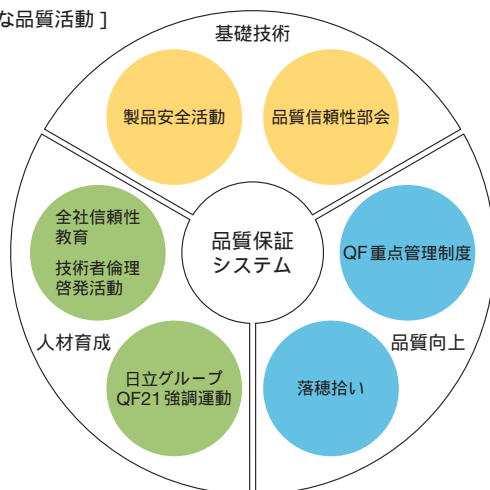 な品質活動 ]
基礎技術
製品安全活動
品質信頼性部会
全社信頼性
教育
技術者倫理
啓発活動
品質保証
システム
QF重点管理制度
人材育成
品質向上
日立グループ
QF21強調運動
落穂拾い